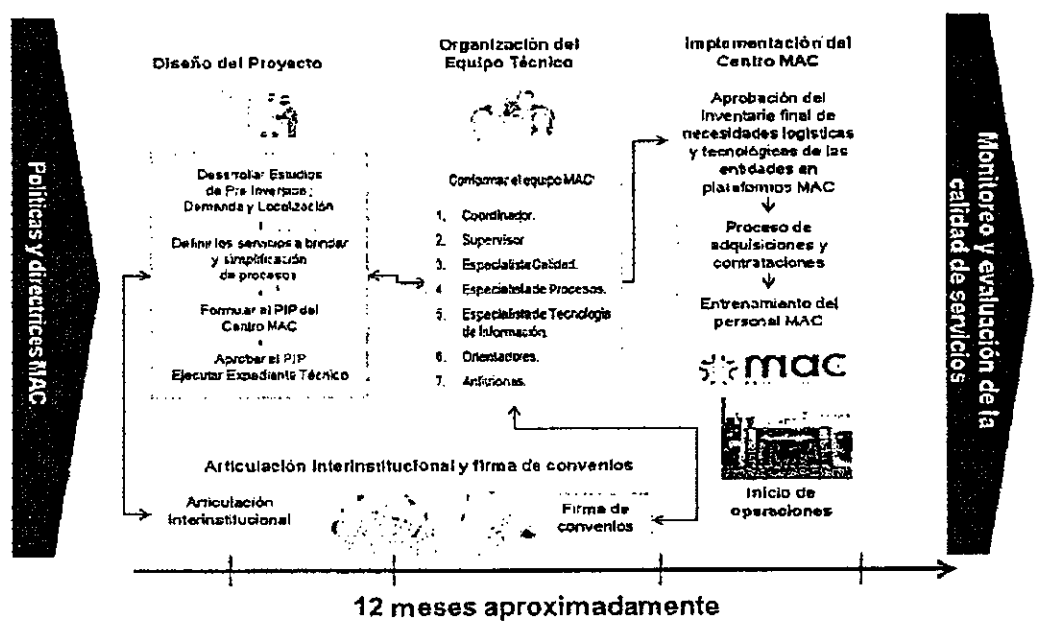 Políticas y directrices MAC
Diseño del Proyecto
Desarrollar Estudios
de Pre Inversión:
Demanda y Localización
Definir los servicios a brindar
y simplificación
de procesos
Formular el PIP del
Centro MAC
Aprobar el PIP
Ejecutar Expediente Técnico
Organización del
Equipo Técnico
Conformar el equipo MAC:
1. Coordinador.
2. Supervisor
3. Especialista Calidad.
4. Especialista de Procesos.
5. Especialista de Tecnología
de Información.
6. Orientadores.
7. Anfitriones.
Implementación del
Centro MAC
Aprobación del
Inventario final de
necesidades logísticas
y tecnológicas de las
entidades en
plataformas MAC
Proceso de
adquisiciones y
contrataciones
Entrenamiento del
personal MAC
mac
Inicio de
operaciones
Articulación Interinstitucional y firma de convenios
Articulación
Interinstitucional
Firma de
convenios
12 meses aproximadamente
Monitoreo y evaluación de la
calidad de servicios